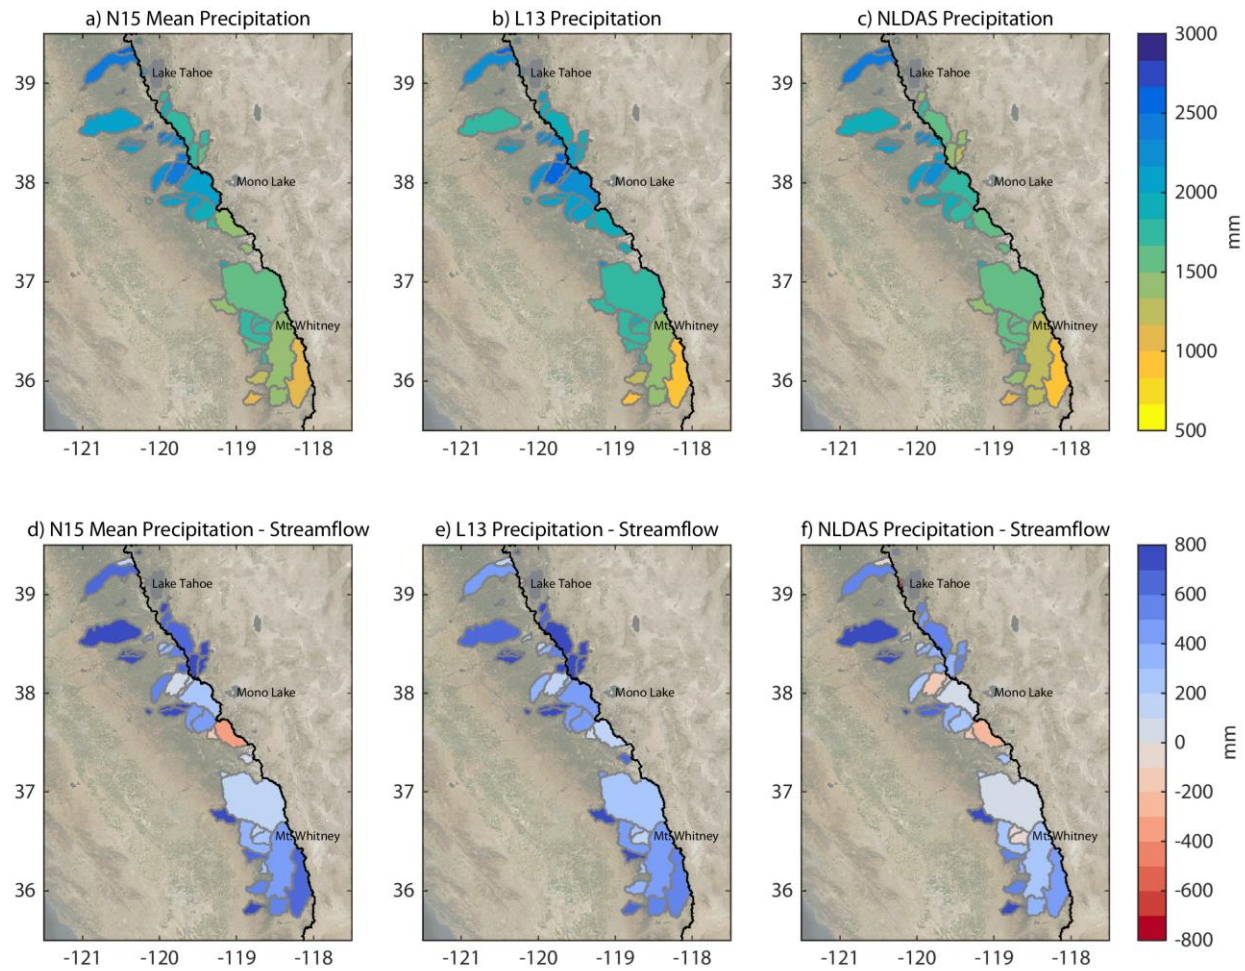 a) N15 Mean Precipitation
b) L13 Precipitation
c) NLDAS Precipitation
39
38
37
36
Lake Tahoe
Mono Lake
Mt. Whitney
-121
-120
-119
-118
39
38
37
36
Lake Tahoe
Mono Lake
Mt. Whitney
-121
-120
-119
-118
39
38
37
36
Lake Tahoe
Mono Lake
Mt. Whitney
-121
-120
-119
-118
3000
2500
2000
1500
1000
500
mm
d) N15 Mean Precipitation - Streamflow
e) L13 Precipitation - Streamflow
f) NLDAS Precipitation - Streamflow
39
38
37
36
Lake Tahoe
Mono Lake
Mt. Whitney
-121
-120
-119
-118
39
38
37
36
Lake Tahoe
Mono Lake
Mt. Whitney
-121
-120
-119
-118
39
38
37
36
Lake Tahoe
Mono Lake
Mt. Whitney
-121
-120
-119
-118
800
600
400
200
0
-200
-400
-600
-800
mm